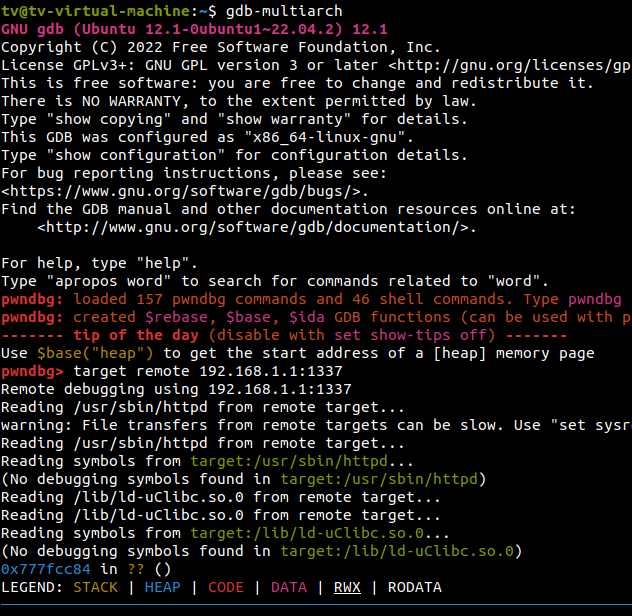 tv@tv-virtual-machine:~$ gdb-multiarch
GNU gdb (Ubuntu 12.1-0ubuntu1~22.04.2) 12.1
Copyright (C) 2022 Free Software Foundation, Inc.
License GPLv3+: GNU GPL version 3 or later <http://gnu.org/licenses/gp
This is free software: you are free to change and redistribute it.
There is NO WARRANTY, to the extent permitted by law.
Type "show copying" and "show warranty" for details.
This GDB was configured as "x86_64-linux-gnu".
Type "show configuration" for configuration details.
For bug reporting instructions, please see:
<https://www.gnu.org/software/gdb/bugs/>.
Find the GDB manual and other documentation resources online at:
    <http://www.gnu.org/software/gdb/documentation/>.

For help, type "help".
Type "apropos word" to search for commands related to "word".
pwndbg: loaded 157 pwndbg commands and 46 shell commands. Type pwndbg
pwndbg: created $rebase, $base, $ida GDB functions (can be used with p
------- tip of the day (disable with set show-tips off) -------
Use $base("heap") to get the start address of a [heap] memory page
pwndbg> target remote 192.168.1.1:1337
Remote debugging using 192.168.1.1:1337
Reading /usr/sbin/httpd from remote target...
warning: File transfers from remote targets can be slow. Use "set sysr
Reading /usr/sbin/httpd from remote target...
Reading symbols from target:/usr/sbin/httpd...
(No debugging symbols found in target:/usr/sbin/httpd)
Reading /lib/ld-uClibc.so.0 from remote target...
Reading /lib/ld-uClibc.so.0 from remote target...
Reading symbols from target:/lib/ld-uClibc.so.0...
(No debugging symbols found in target:/lib/ld-uClibc.so.0)
0x777fcc84 in ?? ()
LEGEND: STACK | HEAP | CODE | DATA | RWX | RODATA